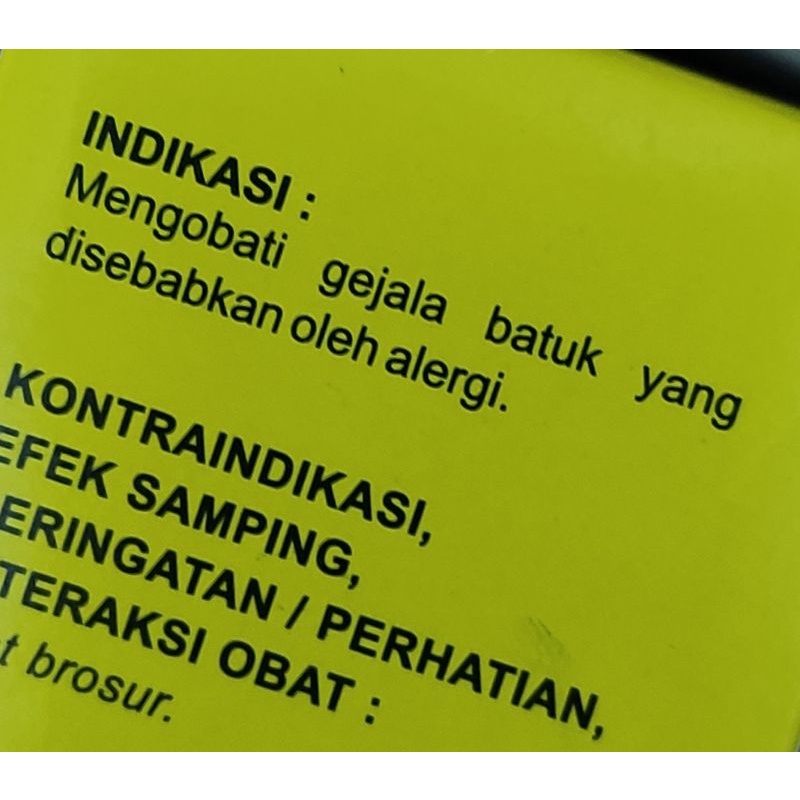 INDIKASI :
Mengobati gejala batuk yang
disebabkan oleh alergi.
KONTRAINDIKASI,
EFEK SAMPING,
ERINGATAN / PERHATIAN,
TERAKSI OBAT :
t brosur.